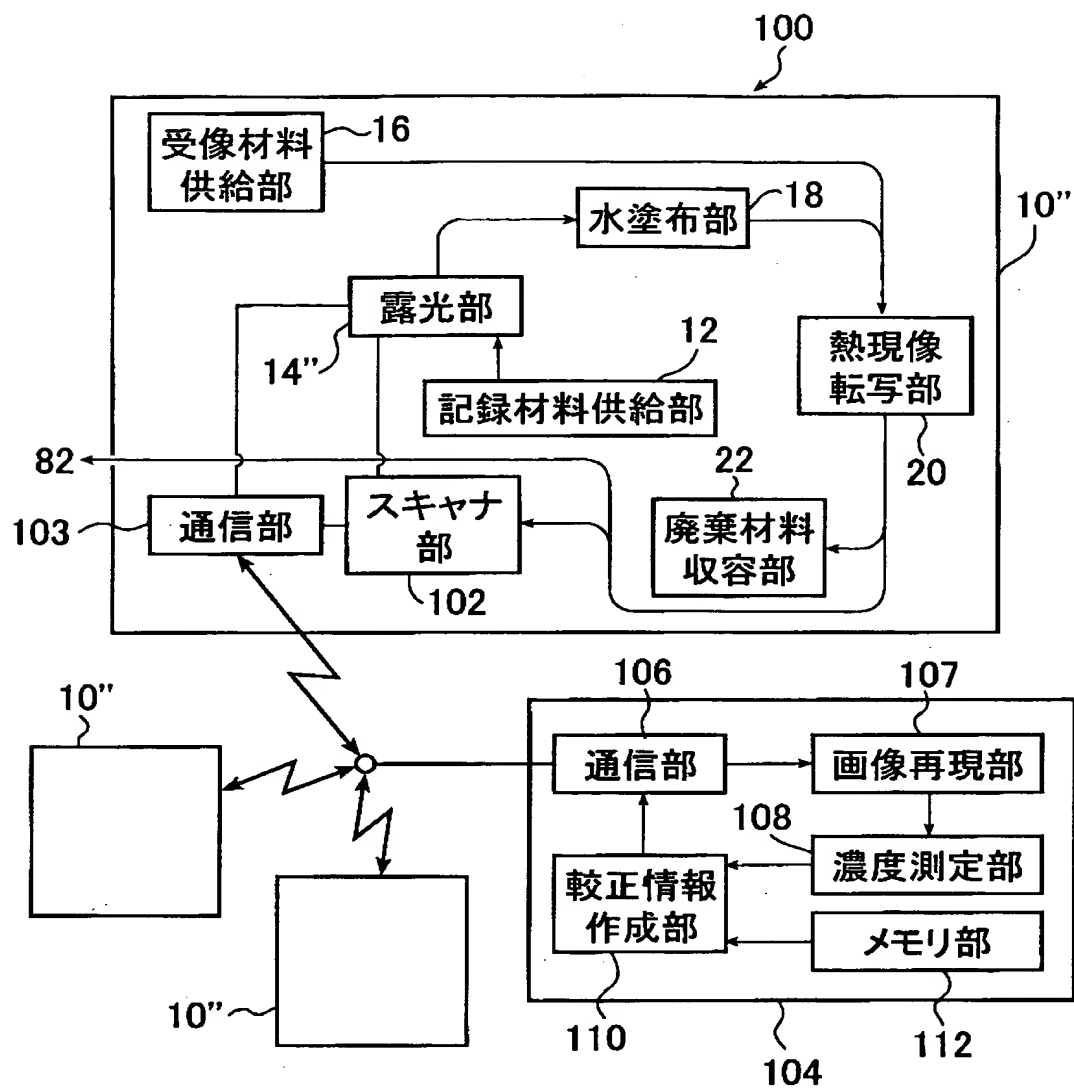 100
受像材料
供給部
16
水塗布部
18
10”
露光部
14”
12
記録材料供給部
熱現像
転写部
20
82
22
廃棄材料
収容部
スキャナ
部
102
通信部
103
10”
106
107
通信部
画像再現部
108
濃度測定部
較正情報
作成部
メモリ部
10”
110
112
104